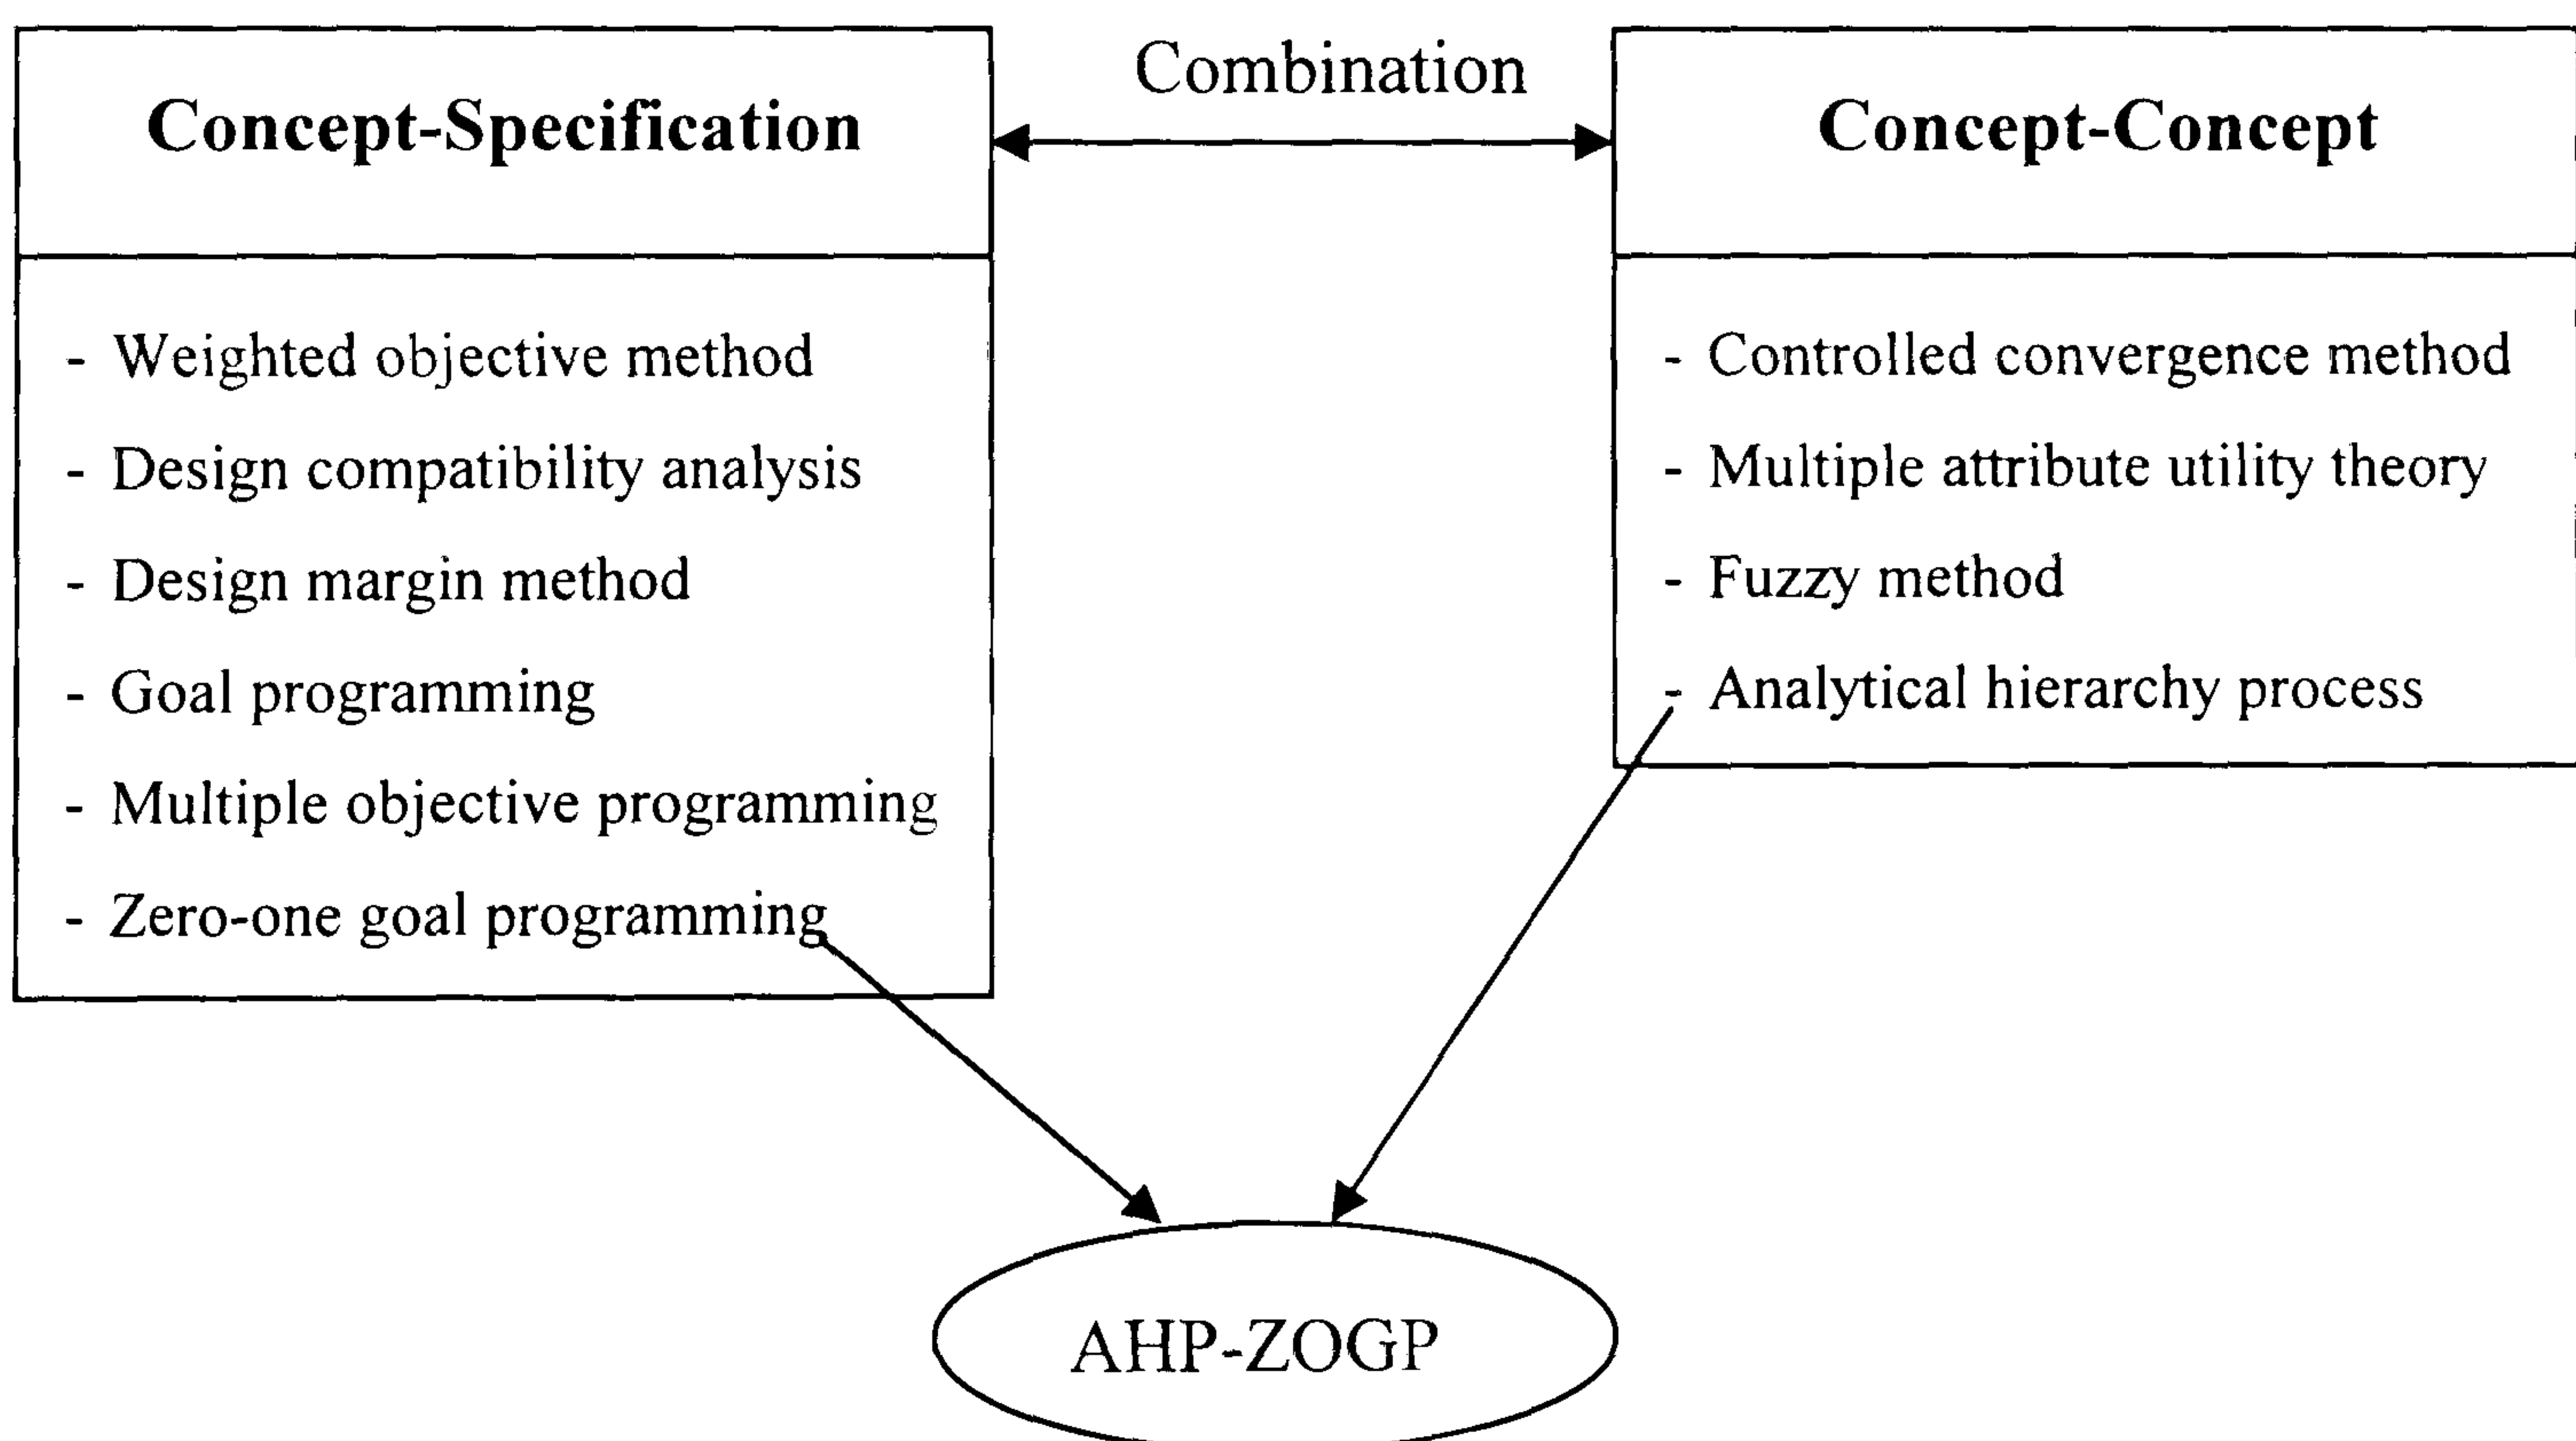 Concept-Specification
Combination
Concept-Concept
- Weighted objective method
- Design compatibility analysis
- Design margin method
- Goal programming
- Multiple objective programming
- Zero-one goal programming
- Controlled convergence method
- Multiple attribute utility theory
- Fuzzy method
- Analytical hierarchy process
AHP-ZOGP